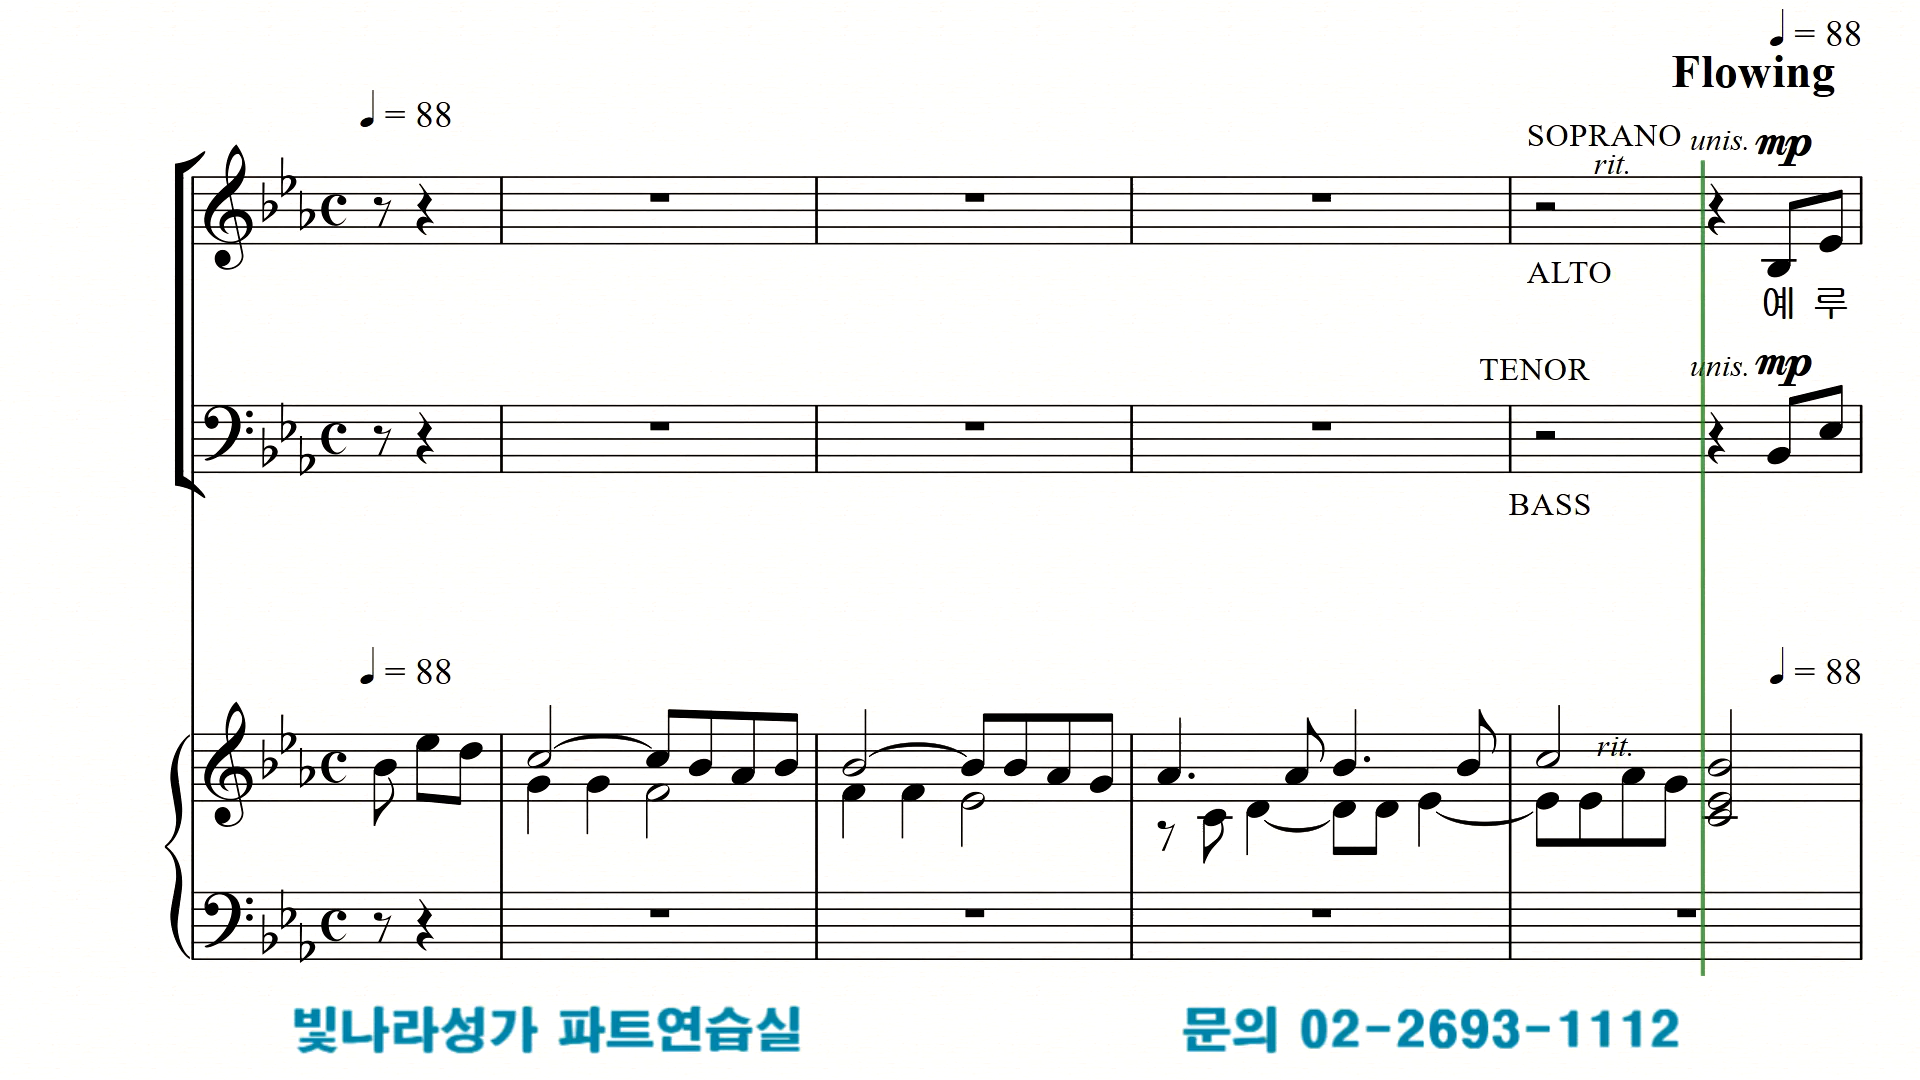 ♩ = 88
Flowing
♩ = 88
SOPRANO unis. mp
rit.
ALTO
예 루
TENOR unis. mp
BASS
♩ = 88 ♩ = 88
rit.
빛나라성가 파트연습실 문의 02-2693-1112